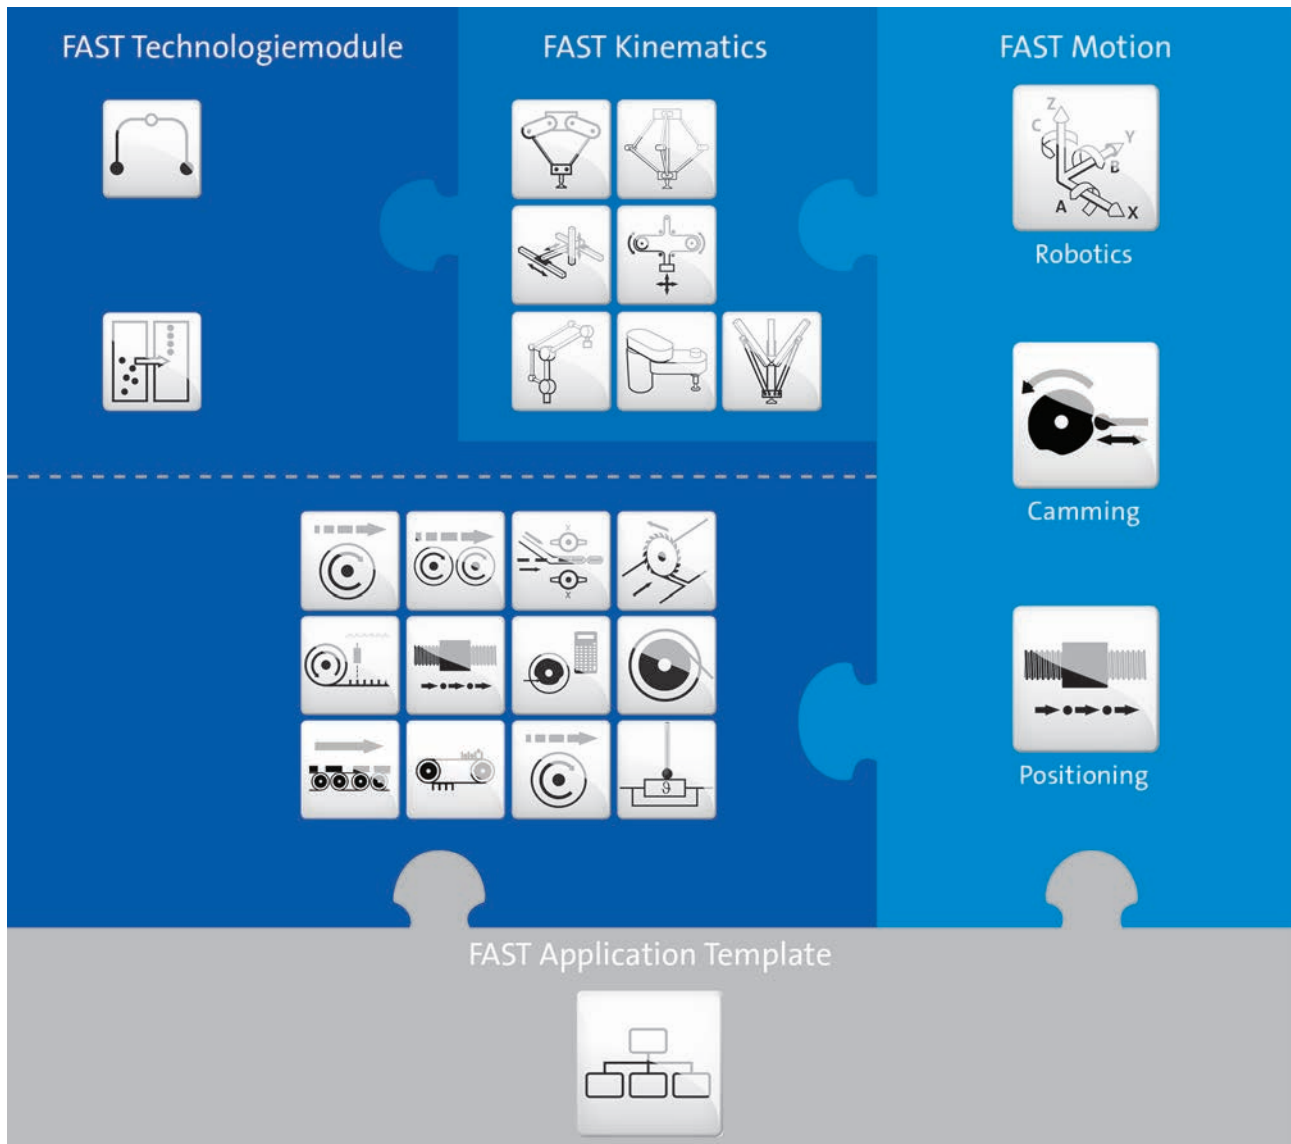 FAST Technologiemodule
FAST Kinematics
FAST Motion
Z
C
Y
B
A
X
Robotics
Camming
X
X
ϑ
Positioning
FAST Application Template